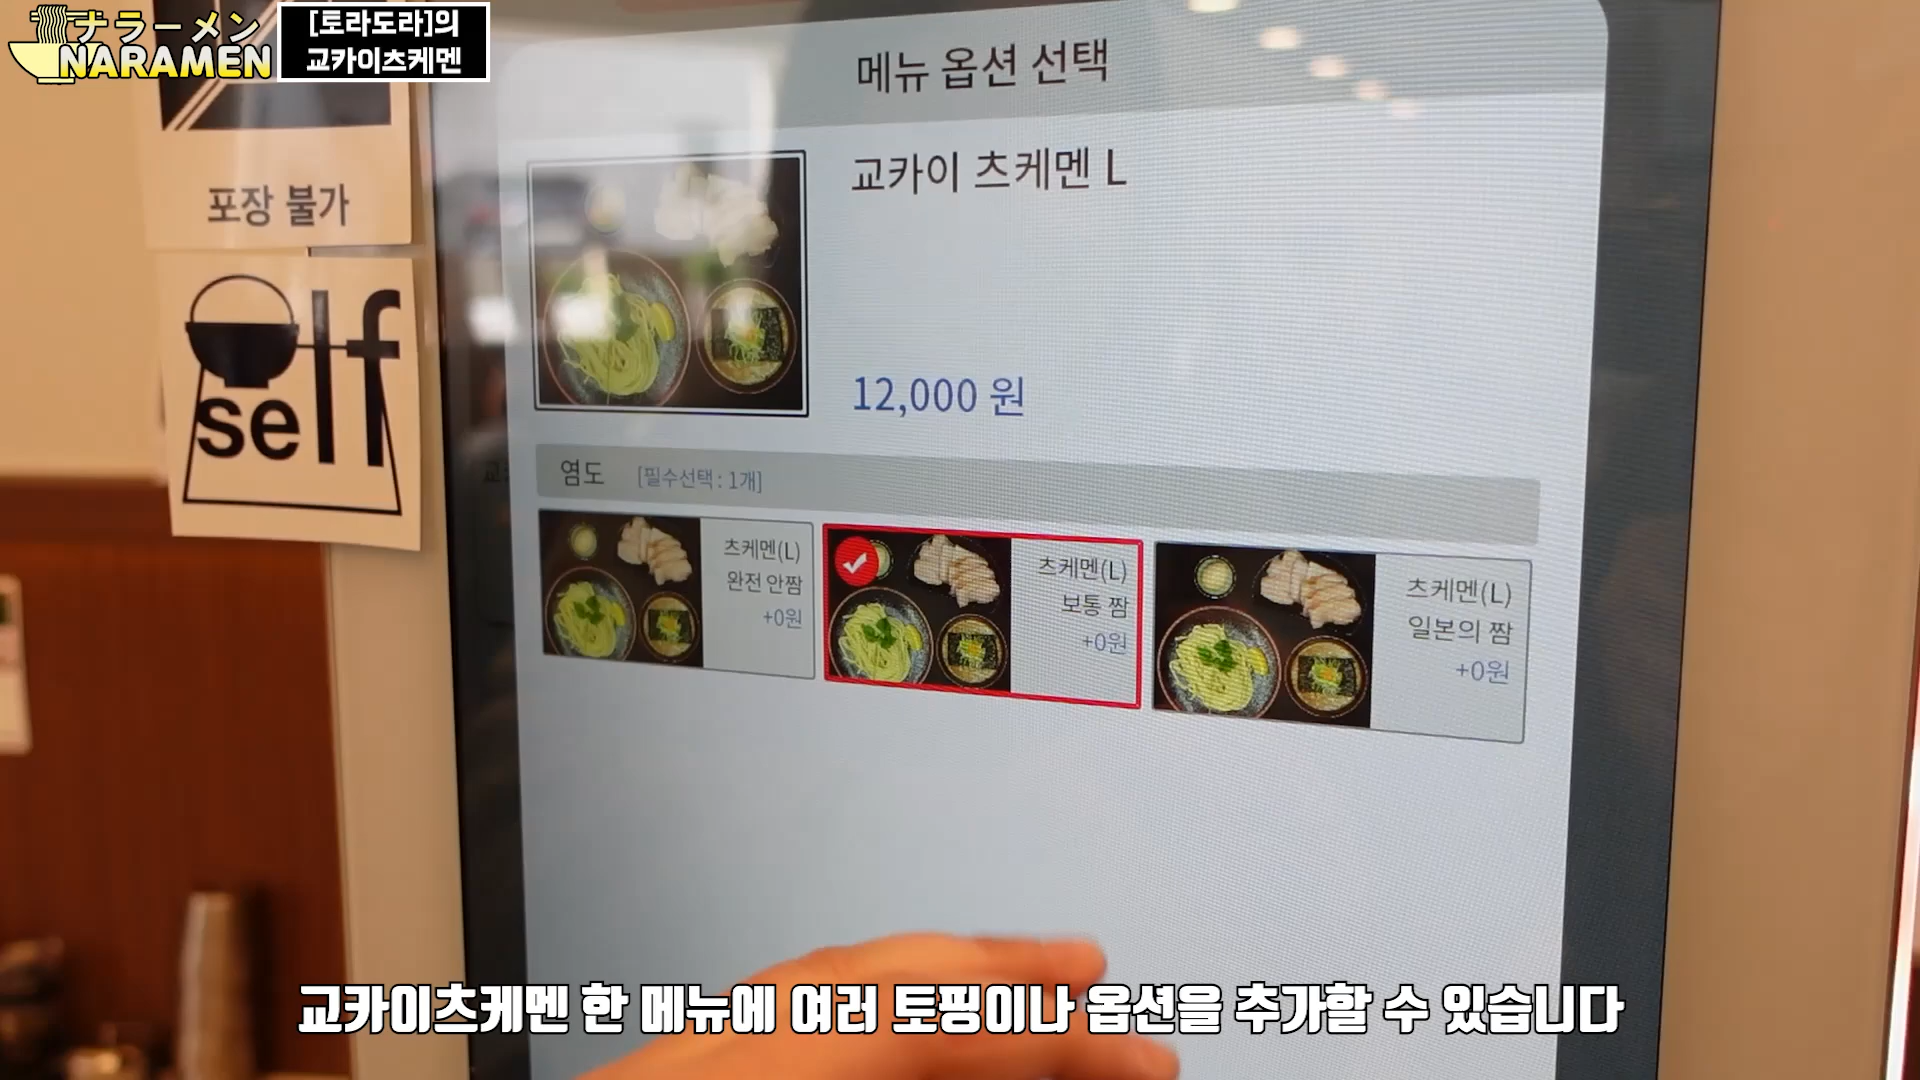 ナラーメン
NARAMEN
[토라도라]의
교카이츠케멘
포장 불가
self
메뉴 옵션 선택
교카이 츠케멘 L
12,000 원
염도 [필수선택 : 1개]
츠케멘(L)
완전 안짬
+0원
츠케멘(L)
보통 짬
+0원
츠케멘(L)
일본의 짬
+0원
교카이츠케멘 한 메뉴에 여러 토핑이나 옵션을 추가할 수 있습니다